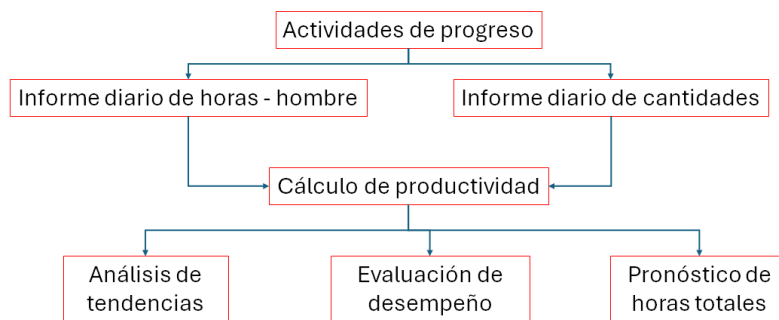 Actividades de progreso
Informe diario de horas - hombre
Informe diario de cantidades
Cálculo de productividad
Análisis de
tendencias
Evaluación de
desempeño
Pronóstico de
horas totales